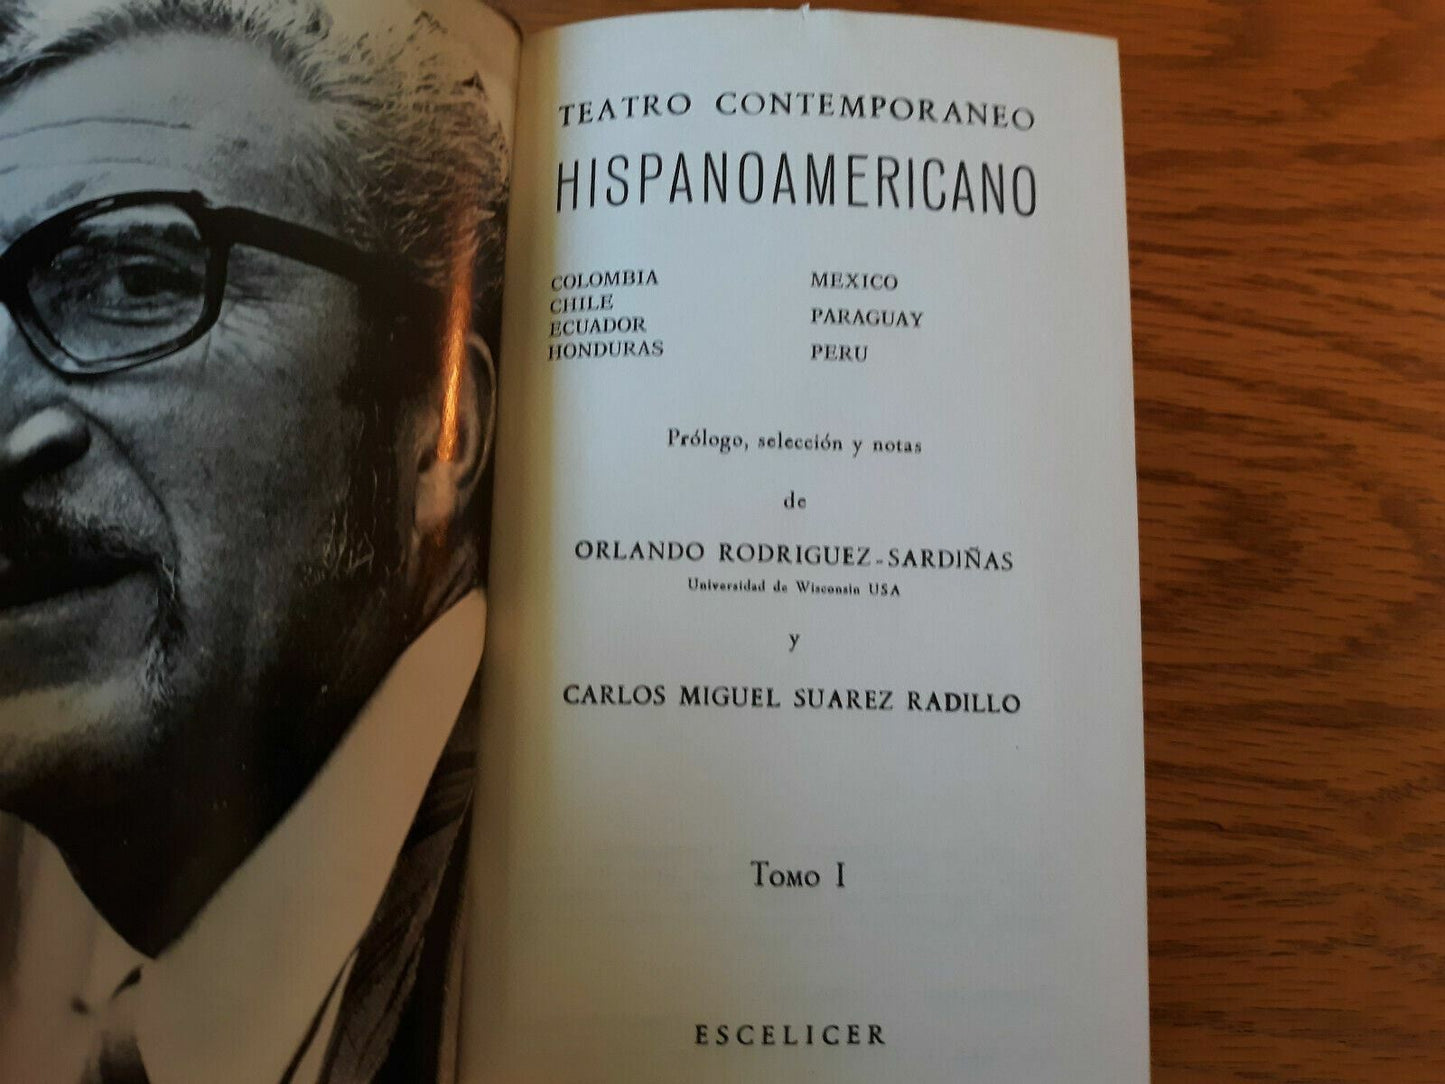 TEATRO CONTEMPORANEO
HISPANOAMERICANO
COLOMBIA
CHILE
ECUADOR
HONDURAS
MEXICO
PARAGUAY
PERU
Prólogo, selección y notas
de
ORLANDO RODRIGUEZ-SARDIÑAS
Universidad de Wisconsin USA
y
CARLOS MIGUEL SUAREZ RADILLO
TOMO I
ESCELICER